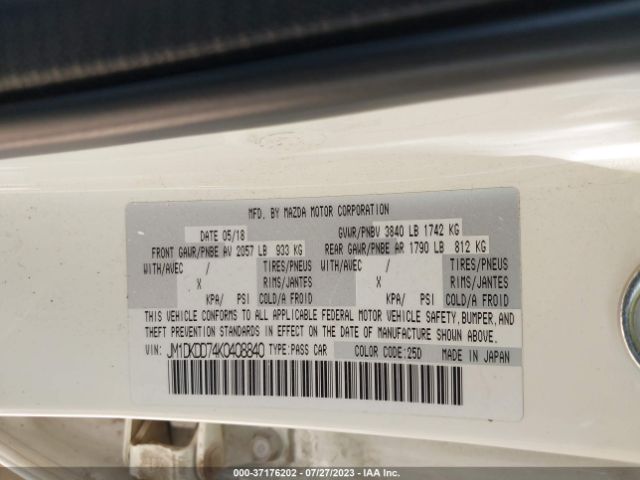 MFD. BY MAZDA MOTOR CORPORATION
DATE 05/18 GVWR/PNBV 3840 LB 1742 KG
FRONT GAWR/PNBE AV 2057 LB 933 KG REAR GAWR/PNBE AR 1790 LB 812 KG
WITH/AVEC / TIRES/PNEUS WITH/AVEC / TIRES/PNEUS
X RIMS/JANTES X RIMS/JANTES
KPA/ PSI COLD/A FROID KPA/ PSI COLD/A FROID
THIS VEHICLE CONFORMS TO ALL APPLICABLE FEDERAL MOTOR VEHICLE SAFETY, BUMPER, AND
THEFT PREVENTION STANDARDS IN EFFECT ON THE DATE OF MANUFACTURE SHOWN ABOVE.
VIN: JM1DKDD74K0408840 TYPE:PASS CAR COLOR CODE:25D MADE IN JAPAN
000-37176202 - 07/27/2023 - IAA Inc.